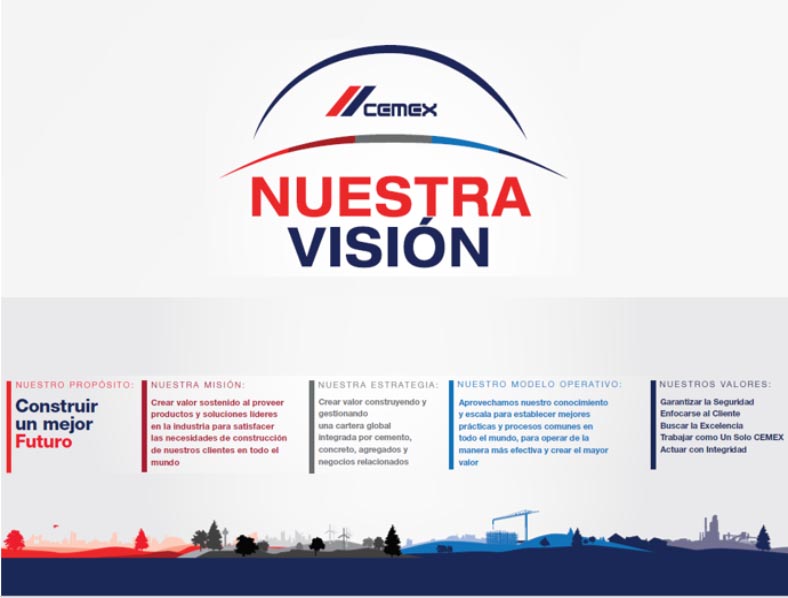 CEMEX
NUESTRA
VISIÓN
NUESTRO PROPÓSITO:
Construir
un mejor
Futuro
NUESTRA MISIÓN:
Crear valor sostenido al proveer
productos y soluciones líderes
en la industria para satisfacer
las necesidades de construcción
de nuestros clientes en todo el
mundo
NUESTRA ESTRATEGIA:
Crear valor construyendo y
gestionando
una cartera global
integrada por cemento,
concreto, agregados y
negocios relacionados
NUESTRO MODELO OPERATIVO:
Aprovechamos nuestro conocimiento
y escala para establecer mejores
prácticas y procesos comunes en
todo el mundo, para operar de la
manera más efectiva y crear el mayor
valor
NUESTROS VALORES:
Garantizar la Seguridad
Enfocarse al Cliente
Buscar la Excelencia
Trabajar como Un Solo CEMEX
Actuar con Integridad